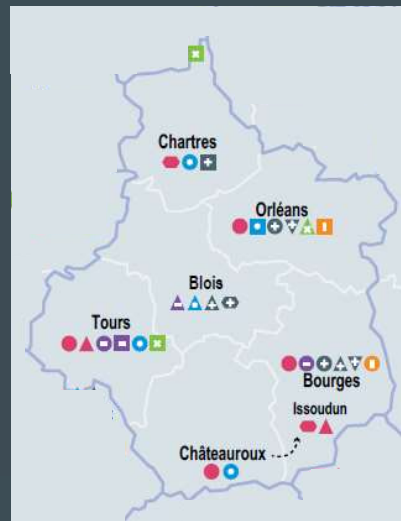 Chartres
Orléans
Blois
Tours
Bourges
Issoudun
Châteauroux